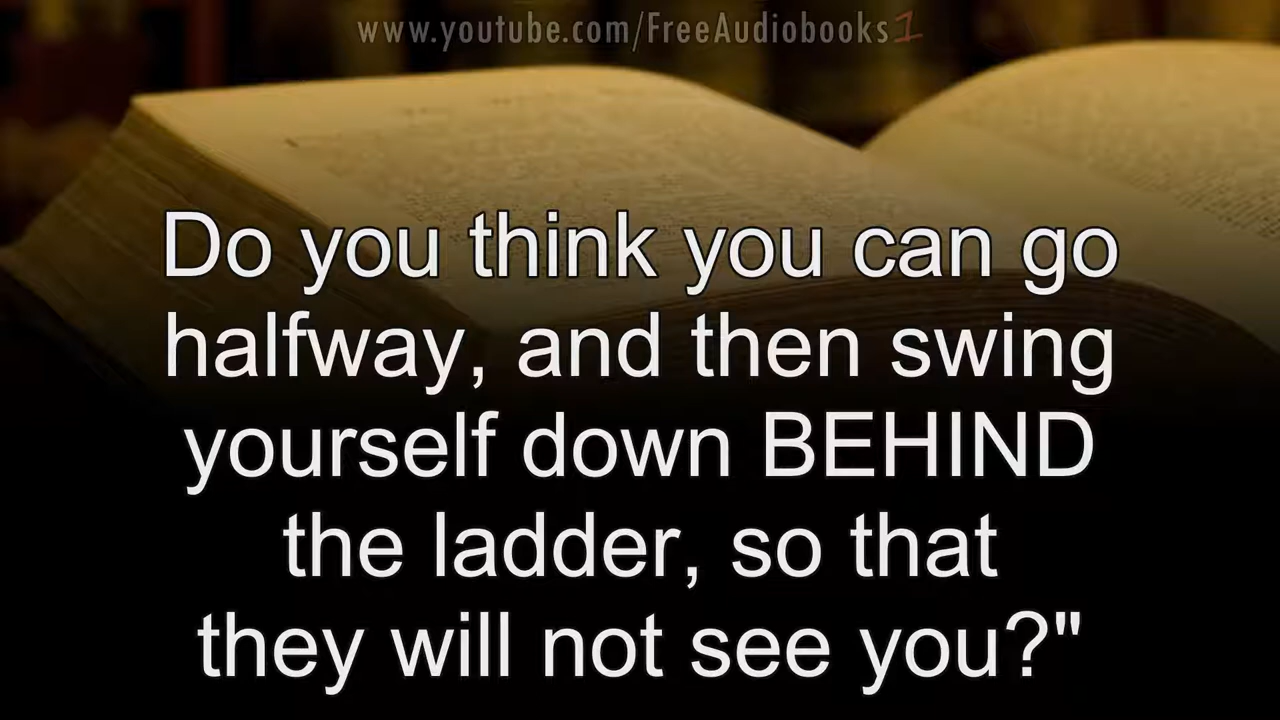 www.youtube.com/FreeAudiobooks1
Do you think you can go
halfway, and then swing
yourself down BEHIND
the ladder, so that
they will not see you?"